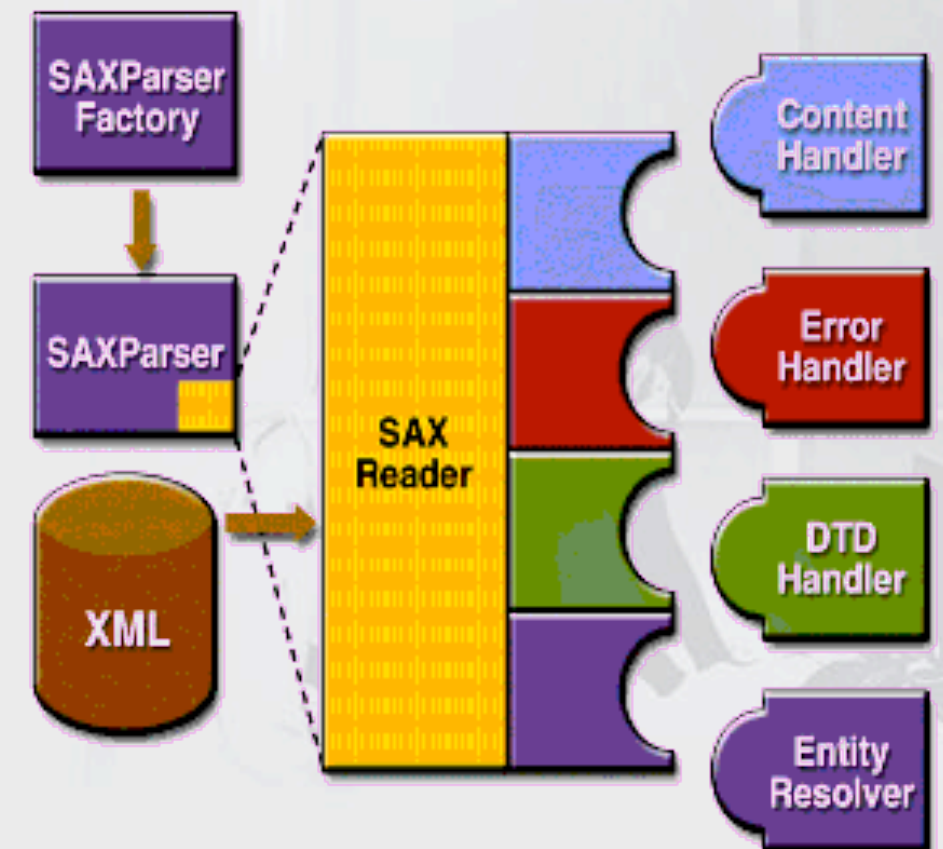 SAXParser
Factory
SAXParser
XML
SAX
Reader
Content
Handler
Error
Handler
DTD
Handler
Entity
Resolver